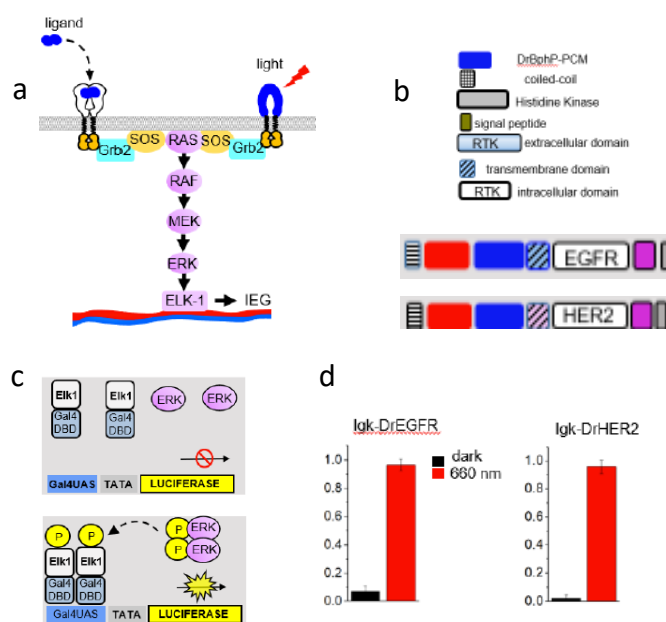 a
ligand
light
SOS
RAS
SOS
Grb2
Grb2
RAF
MEK
ERK
ELK-1
IEG
b
DrBphP-PCM
coiled-coil
Histidine Kinase
signal peptide
RTK
extracellular domain
transmembrane domain
RTK
intracellular domain
EGFR
HER2
c
Elk1
Elk1
ERK
ERK
Gal4
DBD
Gal4
DBD
Gal4UAS
TATA
LUCIFERASE
P
P
P
ERK
P
ERK
Elk1
Elk1
Gal4
DBD
Gal4
DBD
Gal4UAS
TATA
LUCIFERASE
d
Igk-DrEGFR
Igk-DrHER2
dark
660 nm
1.0
0.8
0.6
0.4
0.2
0.0
1.0
0.8
0.6
0.4
0.2
0.0